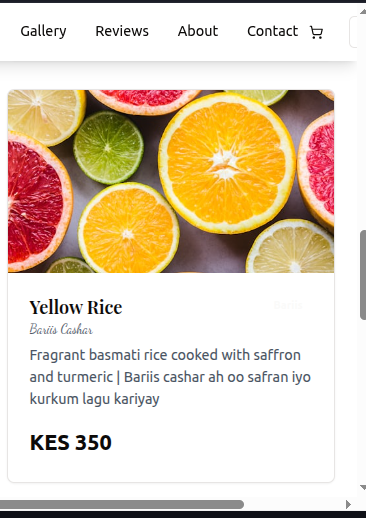 Gallery Reviews About Contact
Yellow Rice
Bariis Cashar
Fragrant basmati rice cooked with saffron
and turmeric | Bariis cashar ah oo safran iyo
kurkum lagu kariyay
KES 350